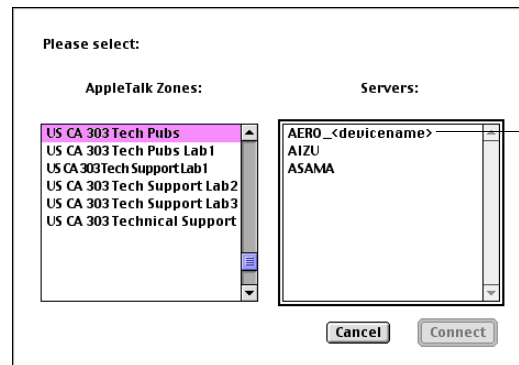 Please select:
AppleTalk Zones:
Servers:
US CA 303 Tech Pubs
US CA 303 Tech Pubs Lab1
US CA 303Tech Support Lab1
US CA 303 Tech Support Lab2
US CA 303 Tech Support Lab3
US CA 303 Technical Support
AERO_<devicename>
AIZU
ASAMA
Cancel
Connect